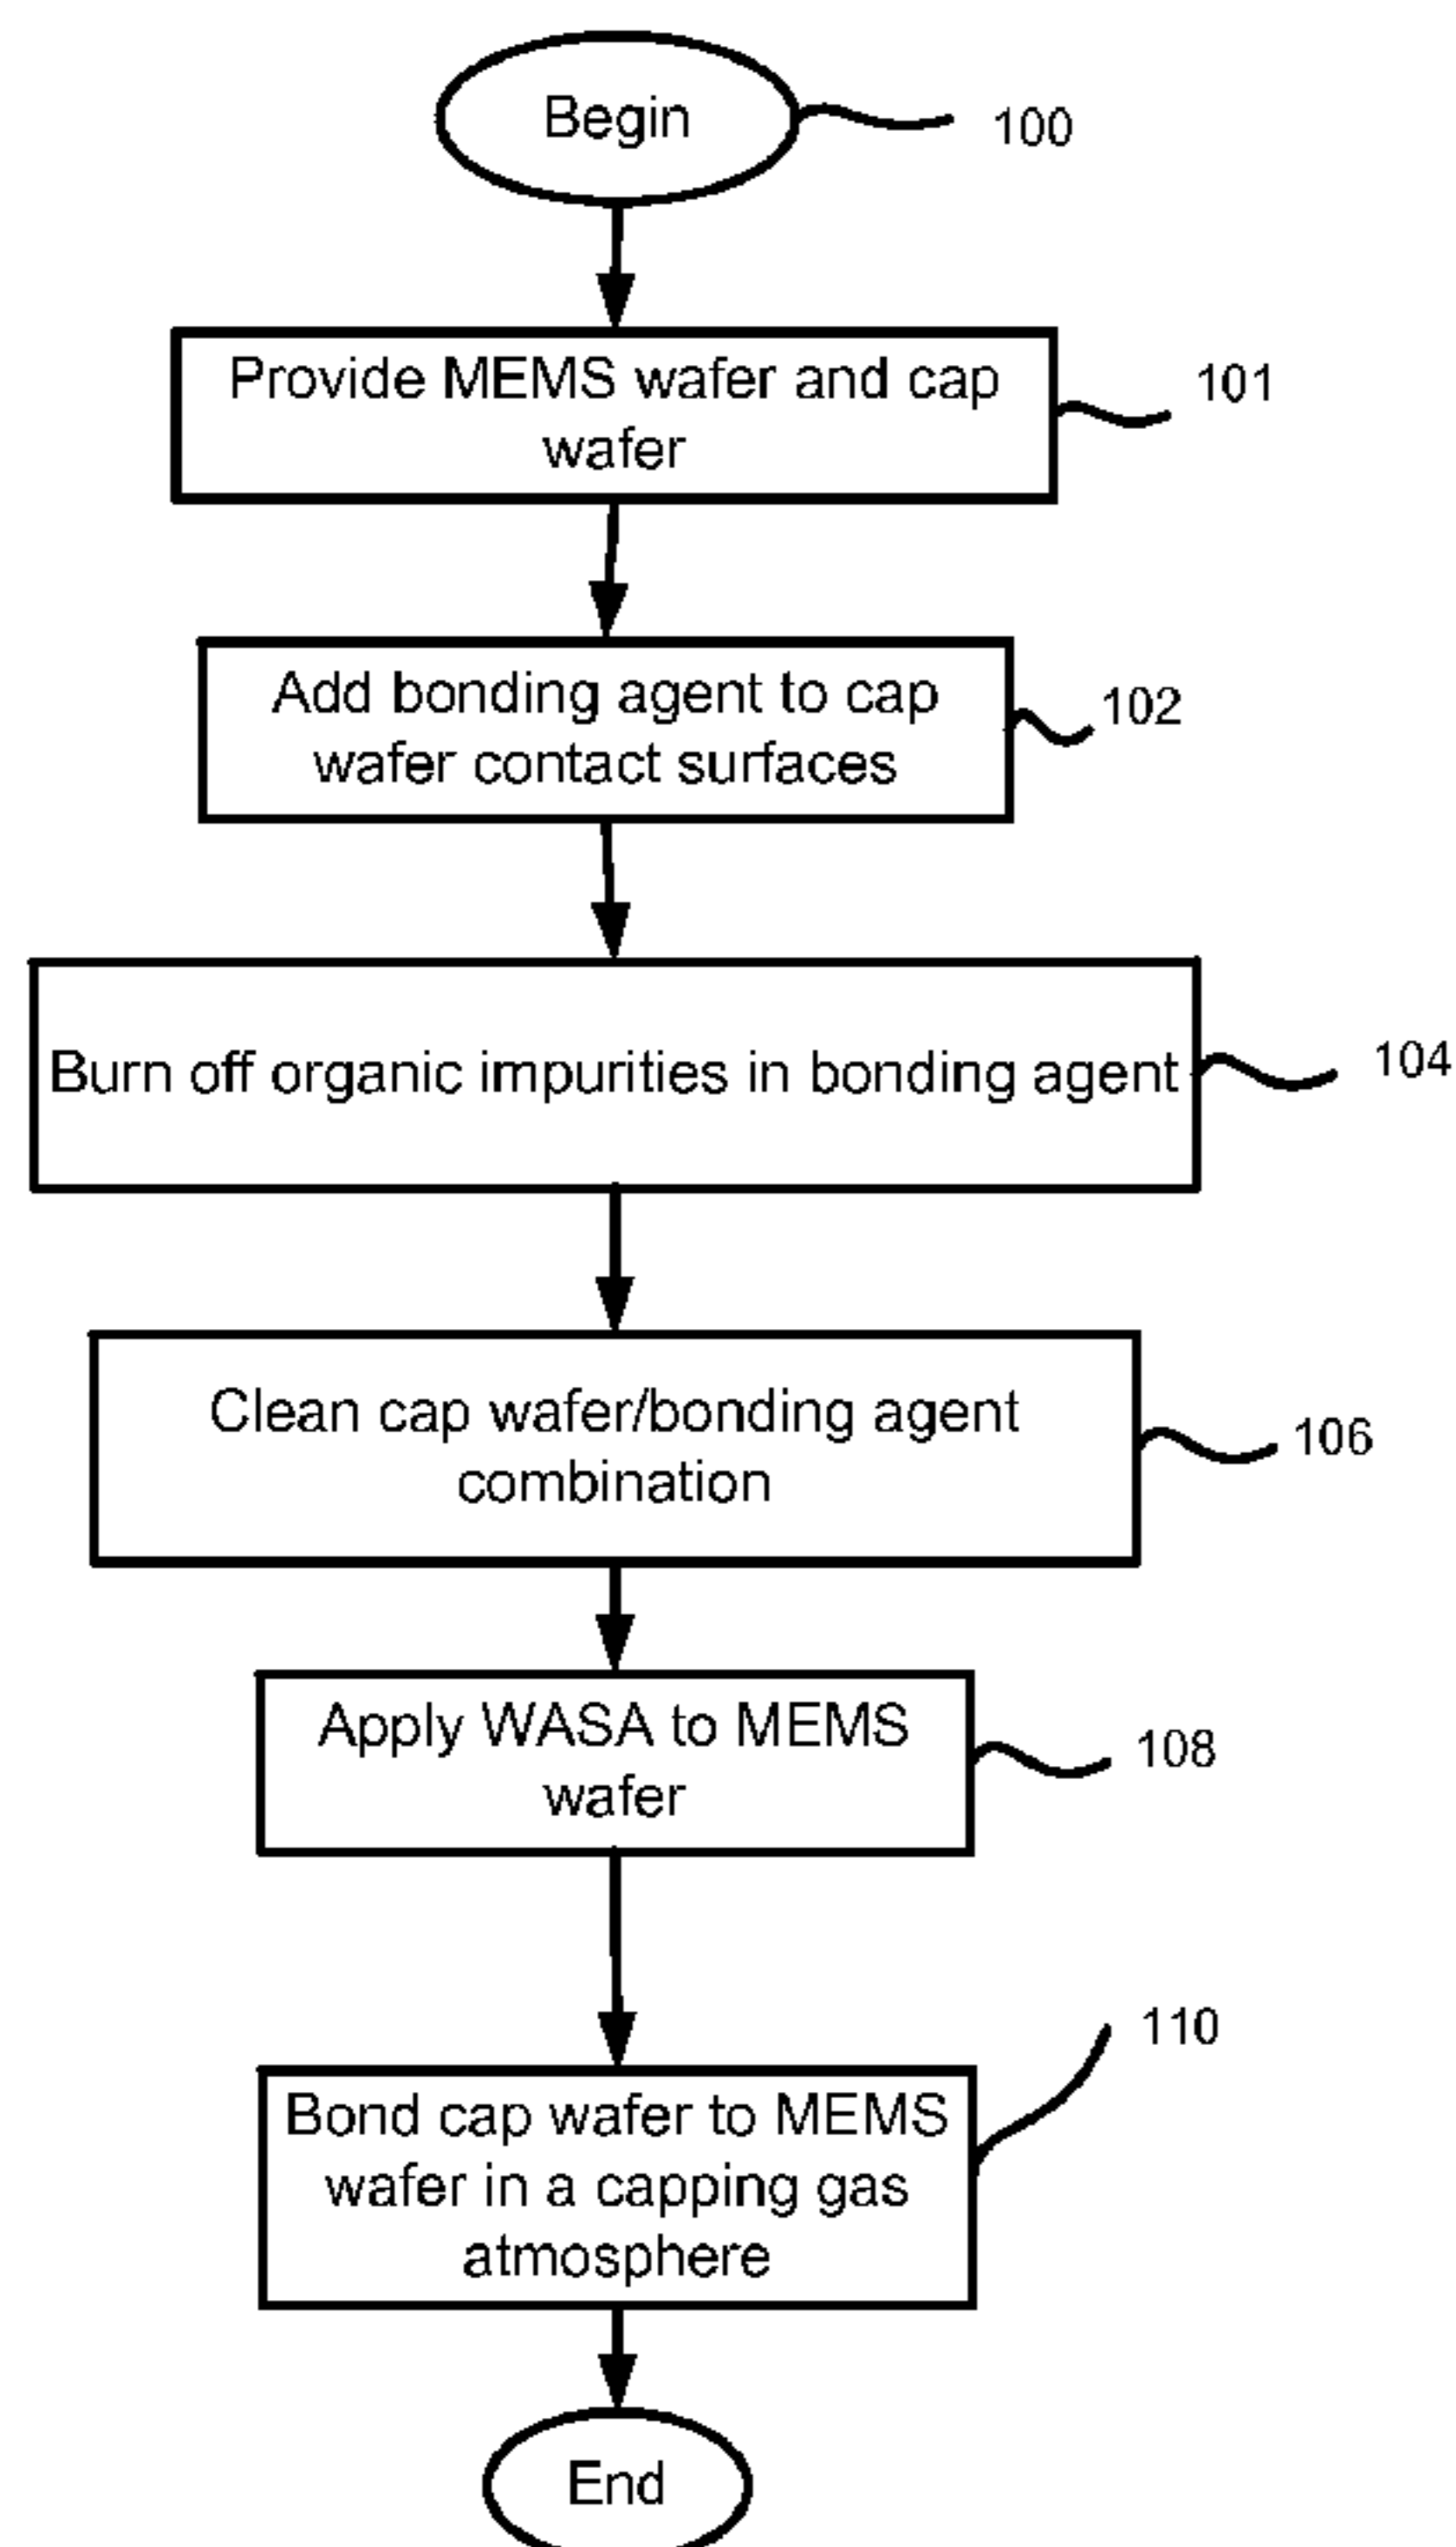 Begin
100
Provide MEMS wafer and cap
wafer
101
Add bonding agent to cap
wafer contact surfaces
102
Burn off organic impurities in bonding agent
104
Clean cap wafer/bonding agent
combination
106
Apply WASA to MEMS
wafer
108
110
Bond cap wafer to MEMS
wafer in a capping gas
atmosphere
End